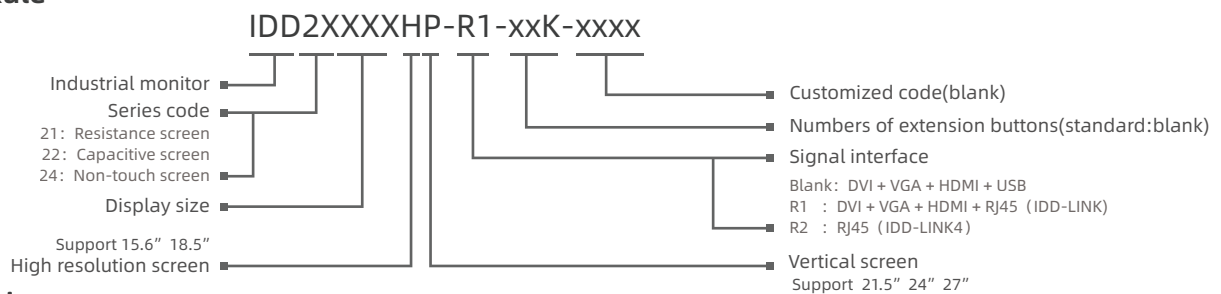 IDD2XXXXHP-R1-xxK-xxxx
Industrial monitor
Series code
21: Resistance screen
22: Capacitive screen
24: Non-touch screen
Display size
Support 15.6″ 18.5″
High resolution screen
Customized code(blank)
Numbers of extension buttons(standard:blank)
Signal interface
Blank: DVI + VGA + HDMI + USB
R1 : DVI + VGA + HDMI + RJ45 (IDD-LINK)
R2 : RJ45 (IDD-LINK4)
Vertical screen
Support 21.5″ 24″ 27″